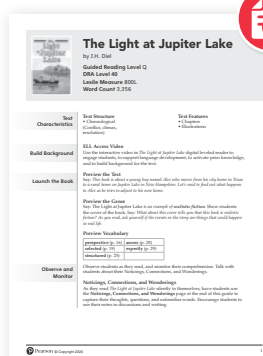 The Light at Jupiter Lake
by J.H. Diel
Guided Reading Level Q
DRA Level 40
Lexile Measure 800L
Word Count 3,356
Text Characteristics
Text Structure
• Chronological
(Conflict, climax,
resolution)
Text Features
• Chapters
• Illustrations
Build Background
ELL Access Video
Use the interactive video in The Light at Jupiter Lake digital leveled reader to
engage students, to support language development, to activate prior knowledge,
and to build background for the text.
Launch the Book
Preview the Text
Say: This book is about a young boy named Alec who moves from his city home in Texas
to a rural home on Jupiter Lake in New Hampshire. Let's read to find out what happens
to Alec as he tries to adjust to his new home.
Preview the Genre
Say: The Light at Jupiter Lake is an example of realistic fiction. Show students
the cover of the book. Say: What about this cover tells you that this book is realistic
fiction? As you read, ask yourself if the events in the story are things that could happen
in real life.
Preview Vocabulary
perspective (p. 16)
access (p. 28)
selected (p. 19)
expertly (p. 29)
structured (p. 29)
Observe and
Monitor
Observe students as they read, and monitor their comprehension. Talk with
students about their Noticings, Connections, and Wonderings.
Noticings, Connections, and Wonderings
As they read The Light at Jupiter Lake silently to themselves, have students use
the Noticings, Connections, and Wonderings page at the end of this guide to
capture their thoughts, questions, and unfamiliar words. Encourage students to
use their notes in discussions and writing.
Pearson © Copyright 2020
1